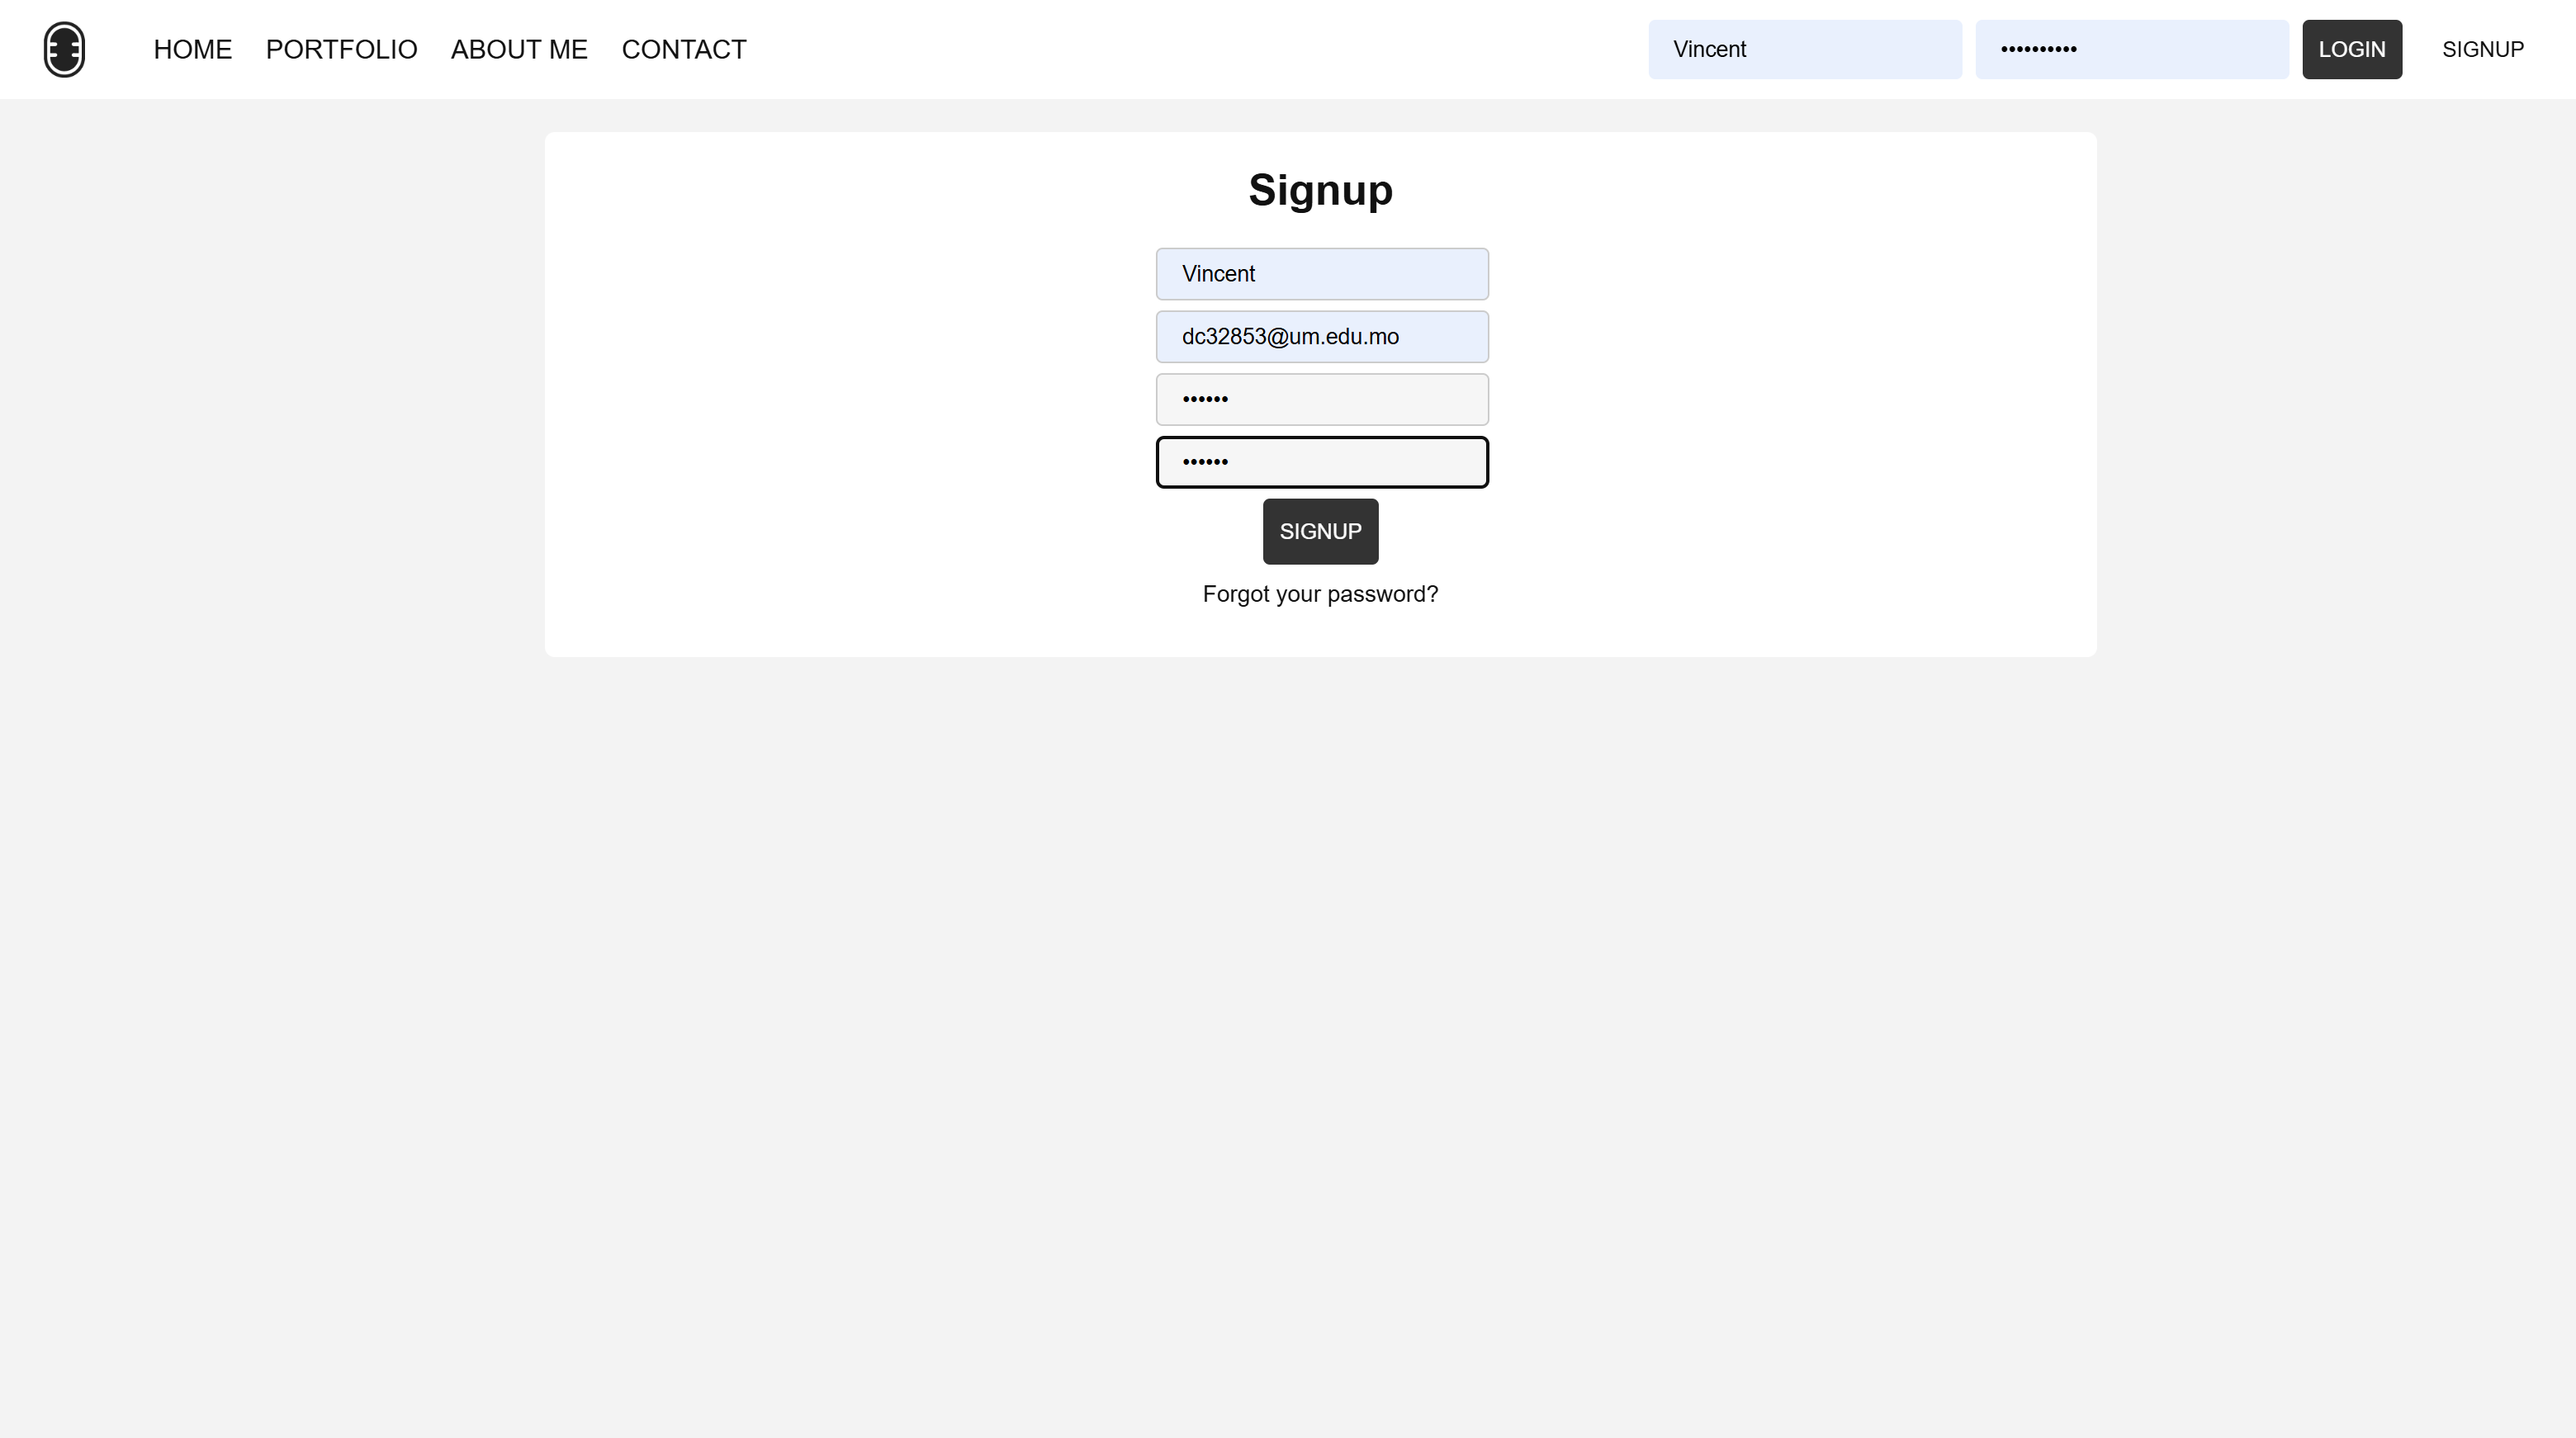 HOME PORTFOLIO ABOUT ME CONTACT Vincent •••••••••• LOGIN SIGNUP
Signup
Vincent
dc32853@um.edu.mo
••••••
••••••
SIGNUP
Forgot your password?